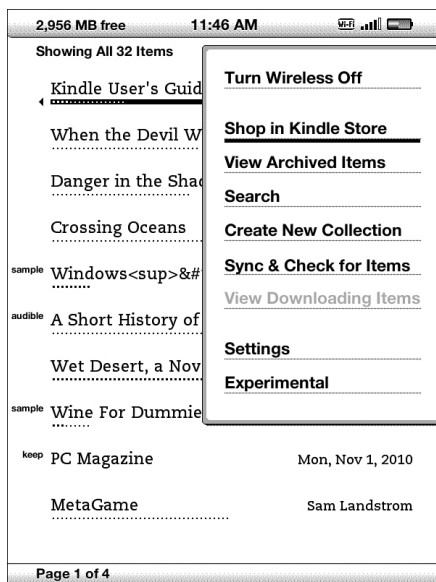 2,956 MB free 11:46 AM Wi-Fi
Showing All 32 Items
Turn Wireless Off
Kindle User's Guid
Shop in Kindle Store
When the Devil W
View Archived Items
Danger in the Shad
Search
Crossing Oceans
Create New Collection
sample Windows<sup>&#
Sync & Check for Items
View Downloading Items
audible A Short History of
Settings
Wet Desert, a Nov
Experimental
sample Wine For Dummie
keep PC Magazine Mon, Nov 1, 2010
MetaGame Sam Landstrom
Page 1 of 4